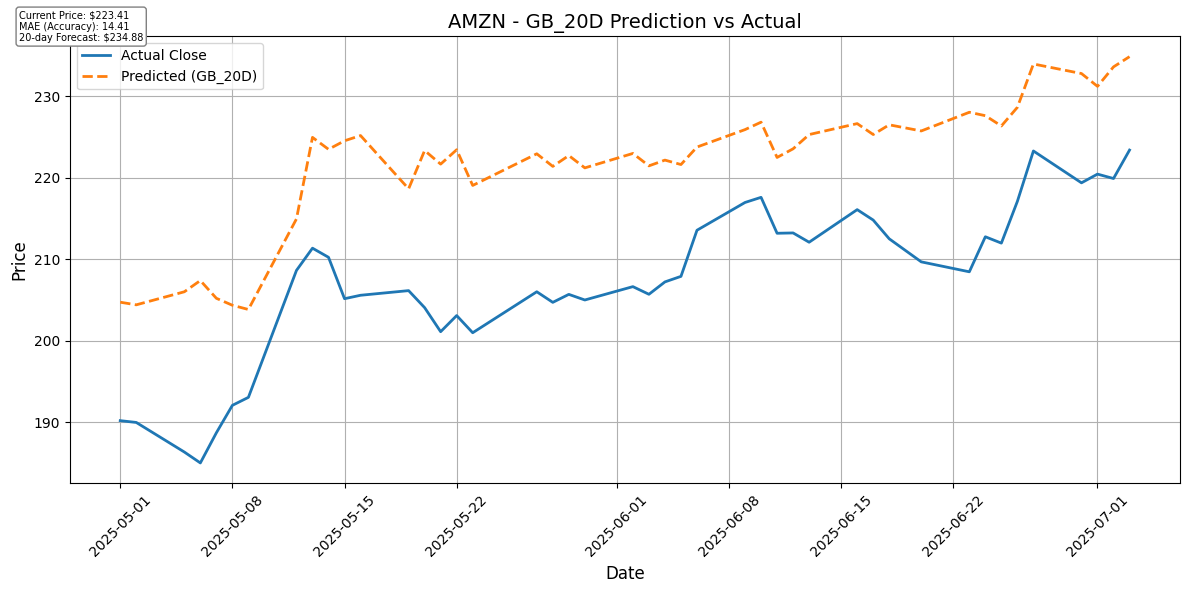 Current Price: $223.41
MAE (Accuracy): 14.41
20-day Forecast: $234.88
AMZN - GB_20D Prediction vs Actual
Actual Close
Predicted (GB_20D)
Price
230
220
210
200
190
2025-05-01
2025-05-08
2025-05-15
2025-05-22
2025-06-01
2025-06-08
2025-06-15
2025-06-22
2025-07-01
Date